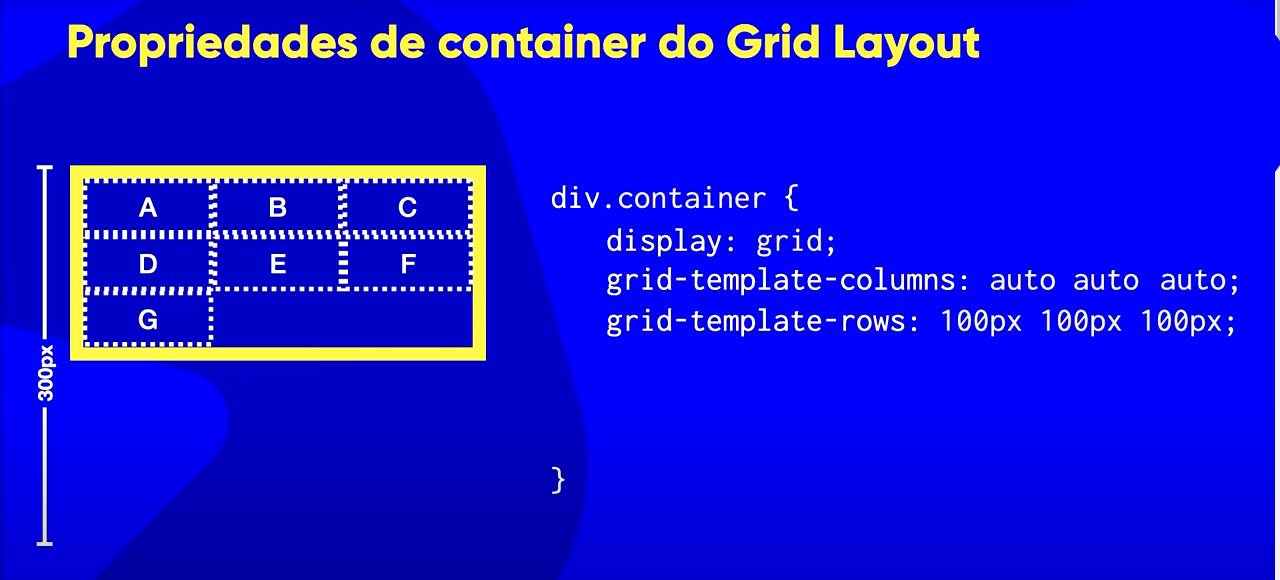 Propriedades de container do Grid Layout
300px
A B C
D E F
G
div.container {
display: grid;
grid-template-columns: auto auto auto;
grid-template-rows: 100px 100px 100px;
}